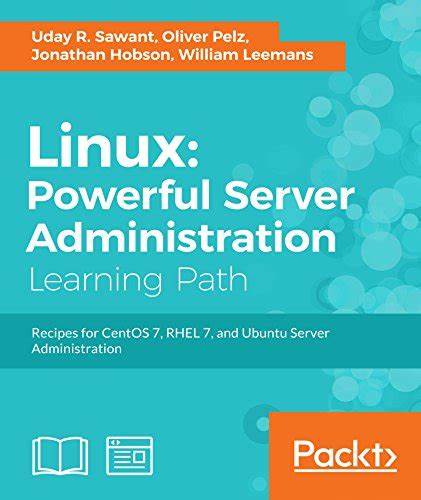 Uday R. Sawant, Oliver Pelz,
Jonathan Hobson, William Leemans
Linux:
Powerful Server
Administration
Learning Path
Recipes for CentOS 7, RHEL 7, and Ubuntu Server
Administration
Packt>